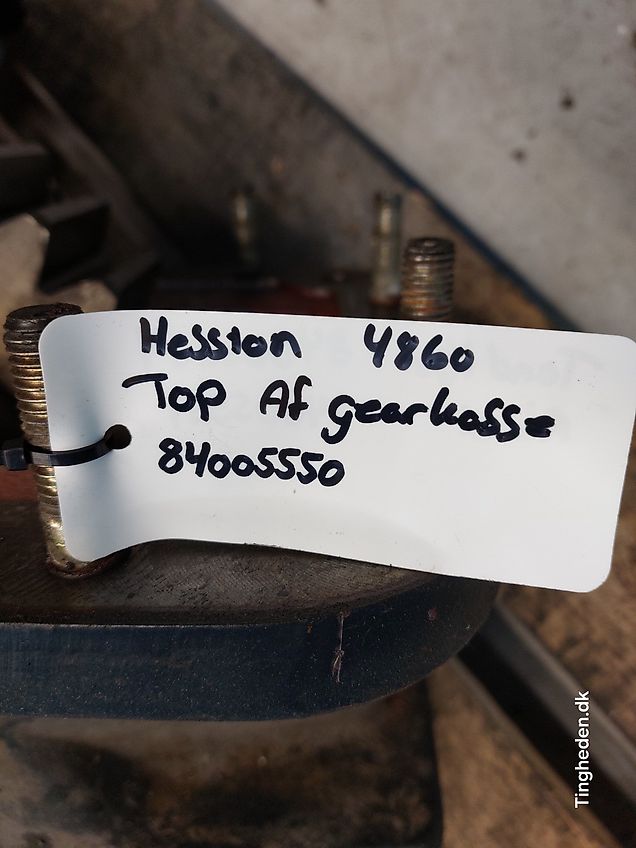 Hesston 4860
Top Af gearkasse
84005550
Tingheden.dk